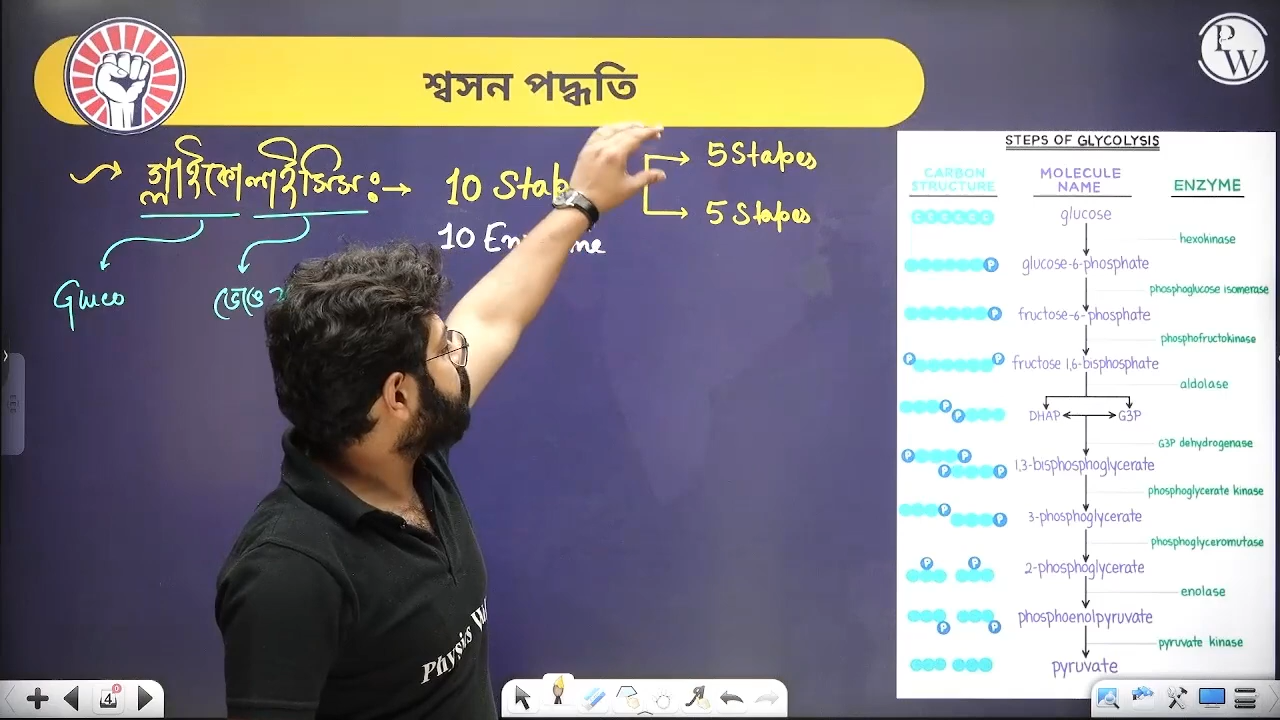 শ্বসন পদ্ধতি
PW
গ্লাইকোলাইসিস :→ 10 Stap
5 Stapes
5 Stapes
10 En me
Gluco
ভেঙে
STEPS OF GLYCOLYSIS
CARBON STRUCTURE MOLECULE NAME ENZYME
glucose
hexokinase
P glucose-6-phosphate
phosphoglucose isomerase
P fructose-6-phosphate
phosphofructokinase
P P fructose 1,6-bisphosphate
aldolase
P P DHAP G3P
G3P dehydrogenase
P P P P 1,3-bisphosphoglycerate
phosphoglycerate kinase
P P 3-phosphoglycerate
phosphoglyceromutase
P P 2-phosphoglycerate
enolase
P P phosphoenolpyruvate
pyruvate kinase
pyruvate
Physis W
4